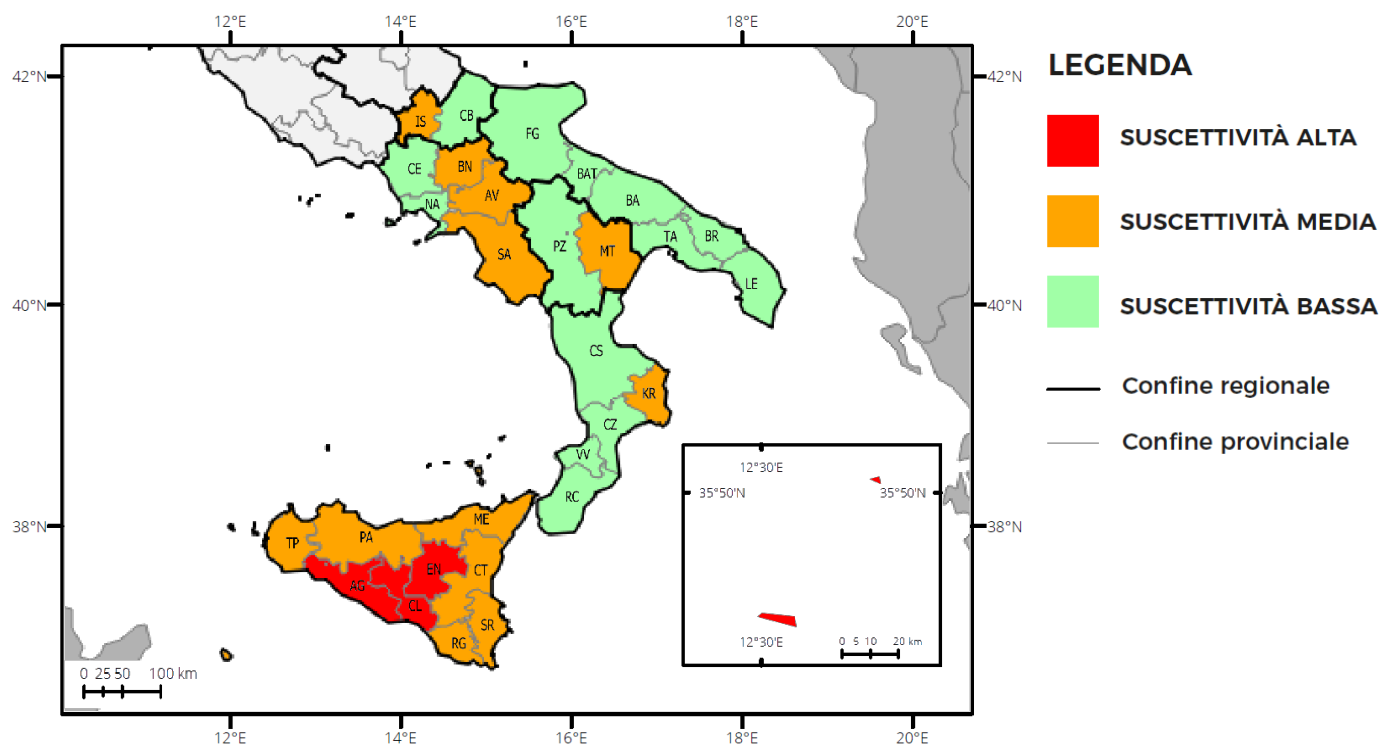 12°E 14°E 16°E 18°E 20°E
42°N 42°N
40°N 40°N
38°N 38°N
IS
CB
FG
CE
BN
BAT
NA
AV
BA
SA
PZ
MT
TA
BR
LE
CS
KR
CZ
VV
RC
ME
TP
PA
AG
EN
CT
CL
SR
RG
0 25 50 100 km
12°30'E
35°50'N 35°50'N
12°30'E
0 5 10 20 km
12°E 14°E 16°E 18°E 20°E
LEGENDA
SUSCETTIVITÀ ALTA
SUSCETTIVITÀ MEDIA
SUSCETTIVITÀ BASSA
Confine regionale
Confine provinciale